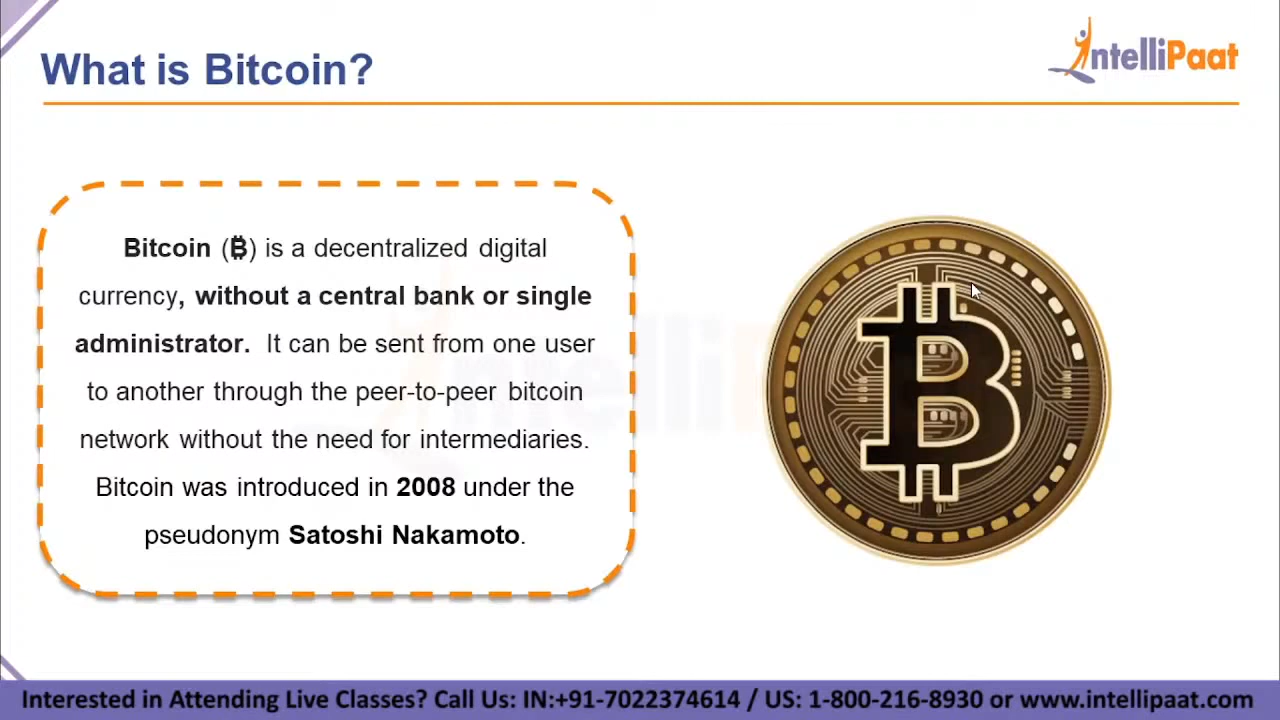 What is Bitcoin?
IntelliPaat
Bitcoin (₿) is a decentralized digital
currency, without a central bank or single
administrator. It can be sent from one user
to another through the peer-to-peer bitcoin
network without the need for intermediaries.
Bitcoin was introduced in 2008 under the
pseudonym Satoshi Nakamoto.
Interested in Attending Live Classes? Call Us: IN:+91-7022374614 / US: 1-800-216-8930 or www.intellipaat.com